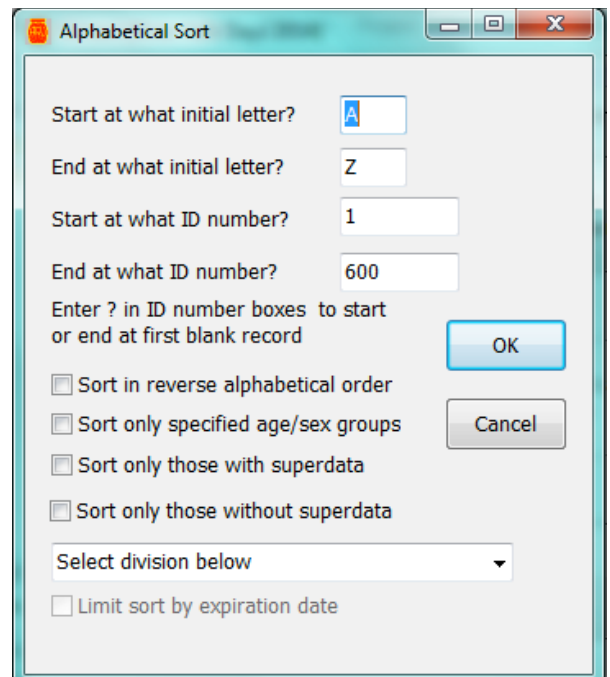 Alphabetical Sort
Start at what initial letter? A
End at what initial letter? Z
Start at what ID number? 1
End at what ID number? 600
Enter ? in ID number boxes to start
or end at first blank record
OK
Sort in reverse alphabetical order
Sort only specified age/sex groups
Cancel
Sort only those with superdata
Sort only those without superdata
Select division below
Limit sort by expiration date